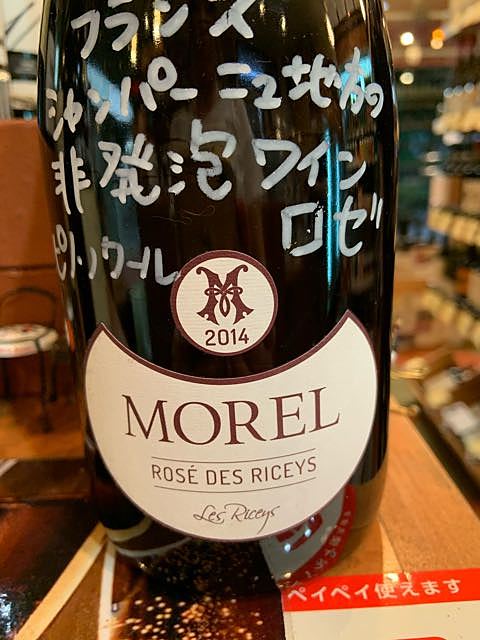 フランス
シャンパーニュ地方の
非発泡ワイン
ピノ・ノワール ロゼ
M
2014
MOREL
ROSÉ DES RICEYS
Les Riceys
ペイペイ使えます